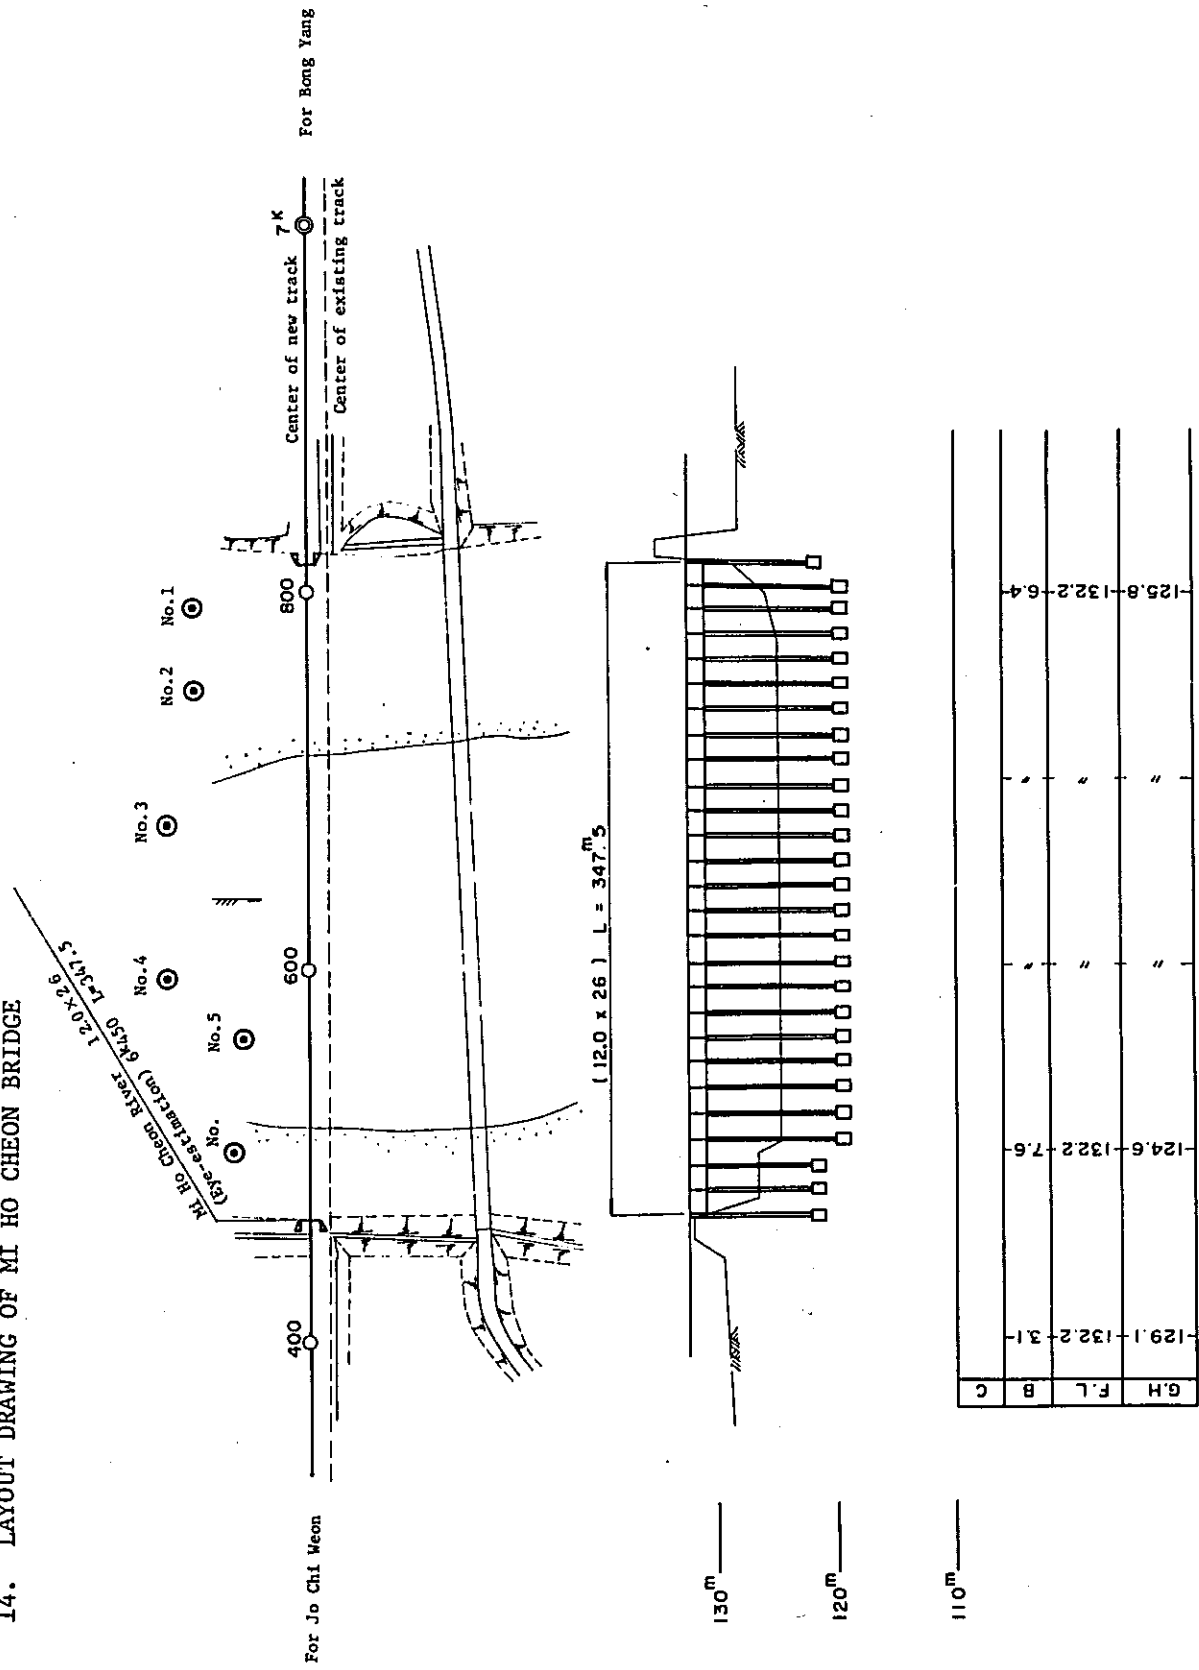 14. LAYOUT DRAWING OF MI HO CHEON BRIDGE
12.0 x 26
Mi Ho Cheon River 6K450 L=347.5
(Eye-estimation)
No.
No.5
No.4
No.3
No.2
No.1
For Jo Chi Weon
400
600
800
7K
For Bong Yang
Center of new track
Center of existing track
(12.0 x 26) L = 347.5m
130m
120m
110m
C
B 3.1 7.6 " " 6.4
F.L 132.2 132.2 " " 132.2
G.H 129.1 124.6 " " 125.8